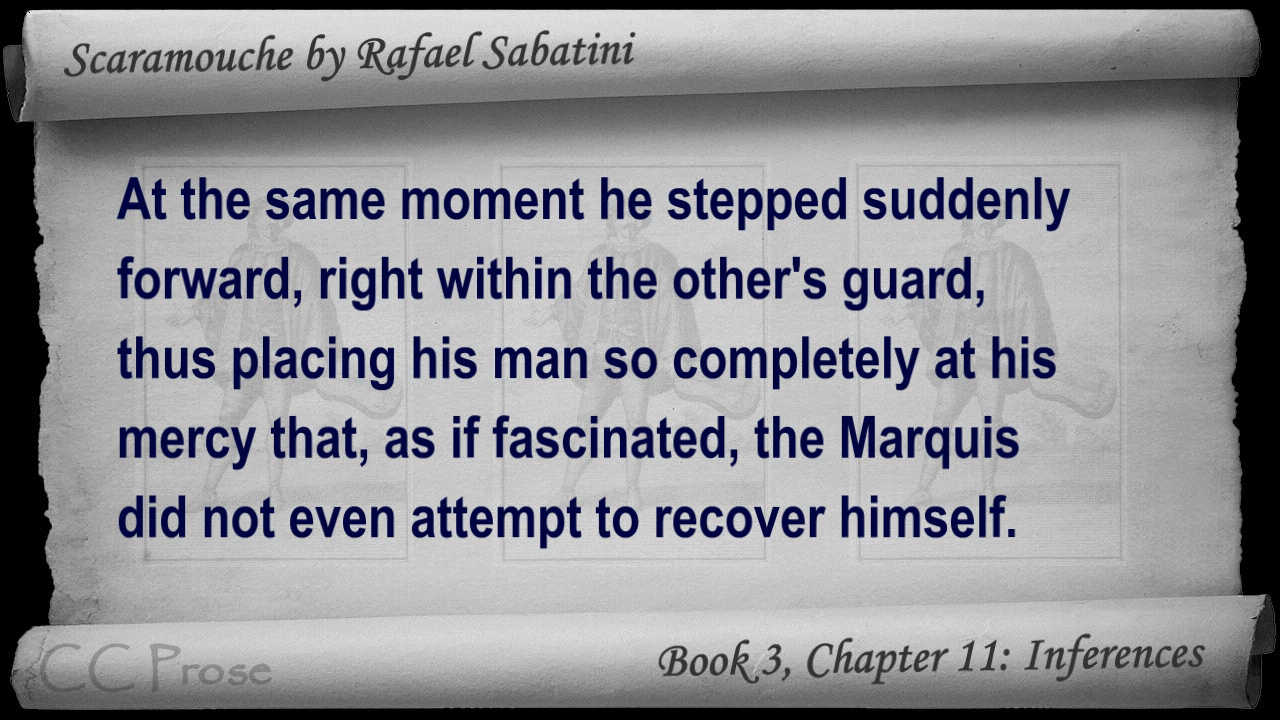 Scaramouche by Rafael Sabatini
At the same moment he stepped suddenly
forward, right within the other's guard,
thus placing his man so completely at his
mercy that, as if fascinated, the Marquis
did not even attempt to recover himself.
CC Prose
Book 3, Chapter 11: Inferences